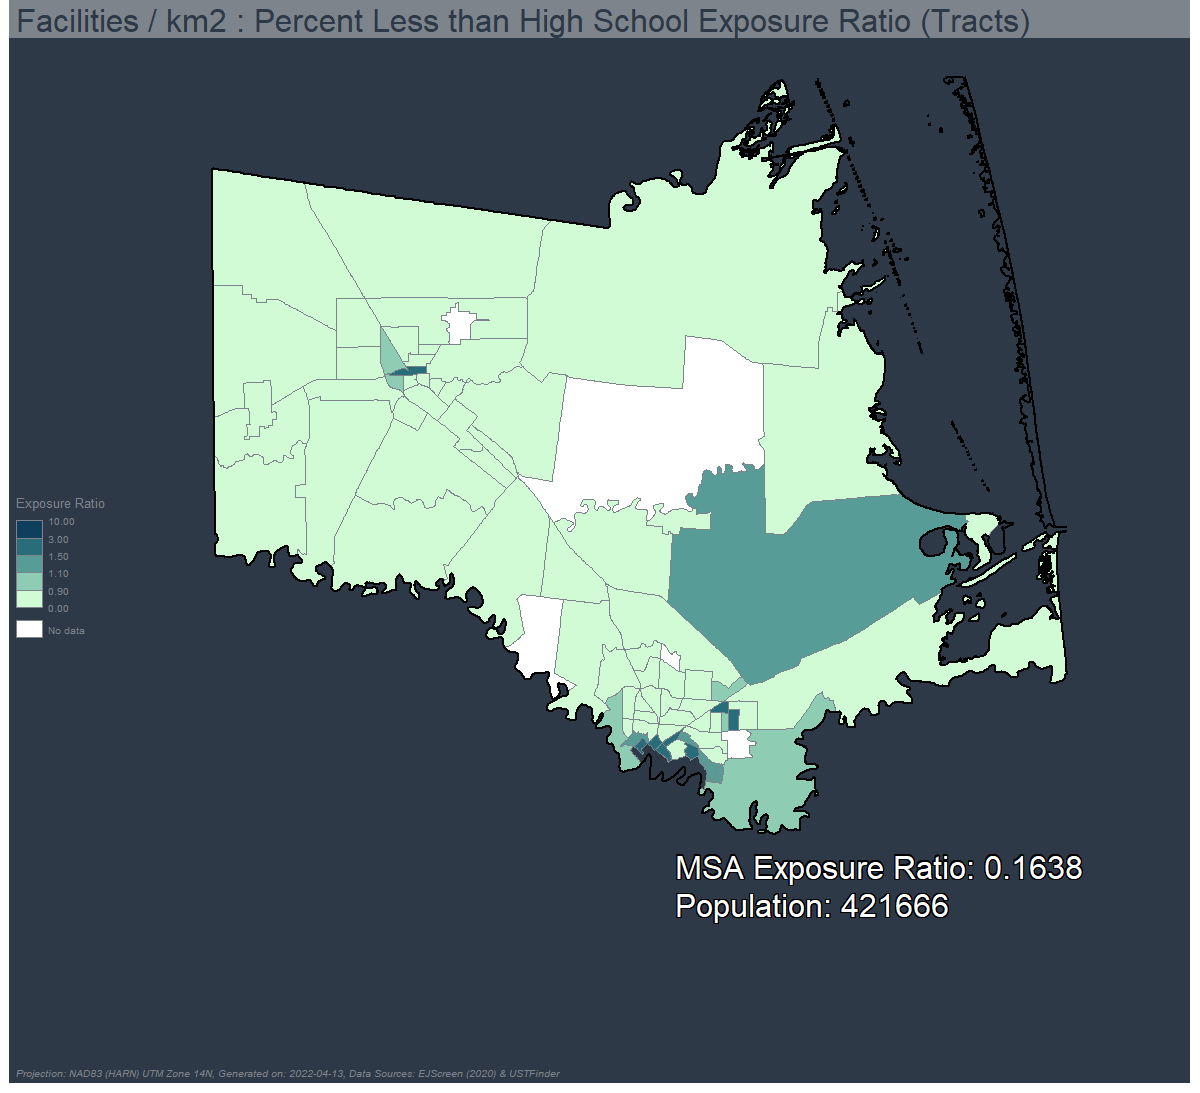 Facilities / km2 : Percent Less than High School Exposure Ratio (Tracts)
Exposure Ratio
10.00
3.00
1.50
1.10
0.90
0.00
No data
MSA Exposure Ratio: 0.1638
Population: 421666
Projection: NAD83 (HARN) UTM Zone 14N, Generated on: 2022-04-13, Data Sources: EJScreen (2020) & USTFinder